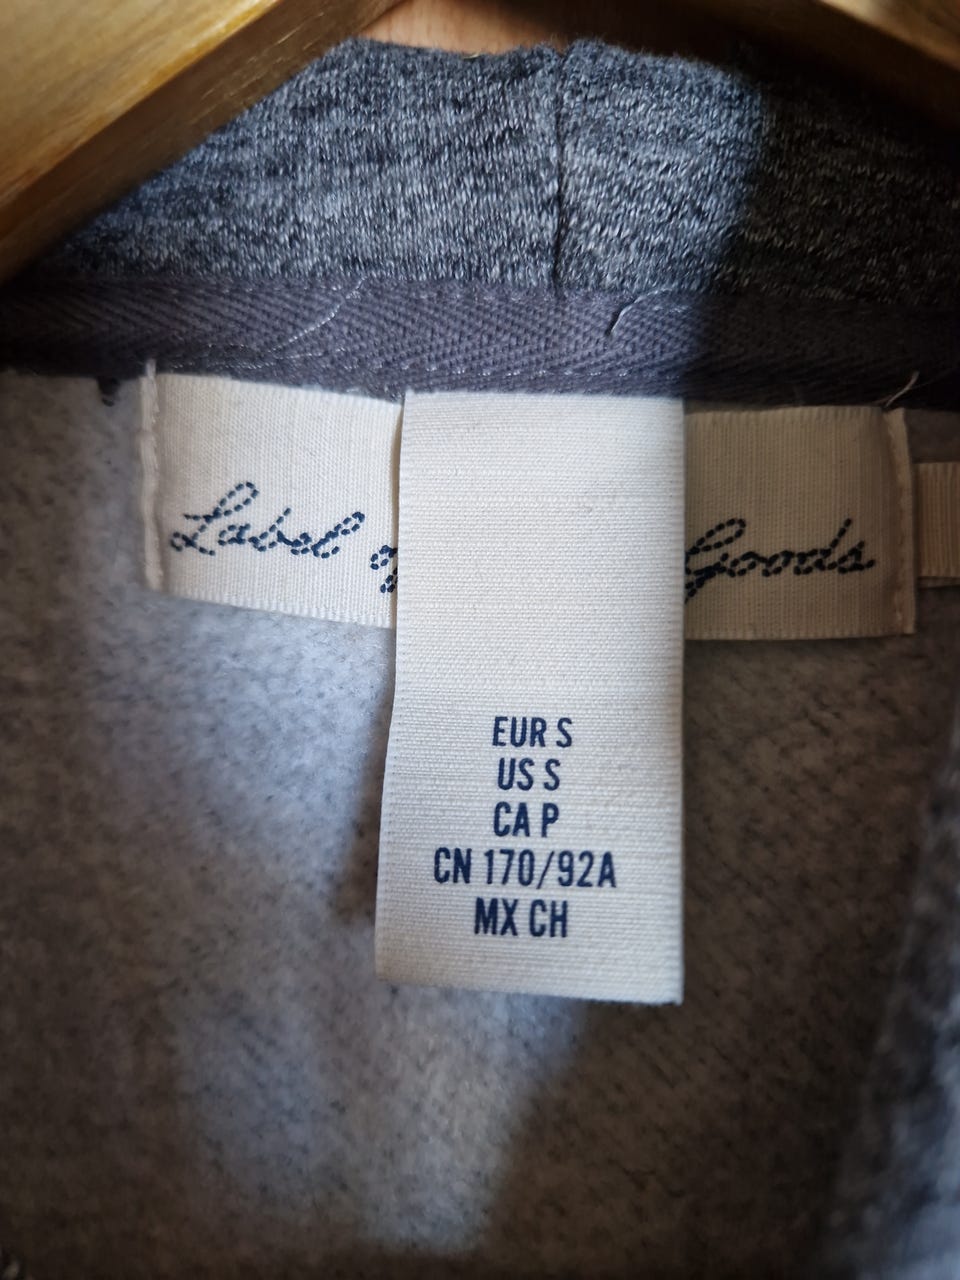 Label Goods
EUR S
US S
CA P
CN 170/92A
MX CH